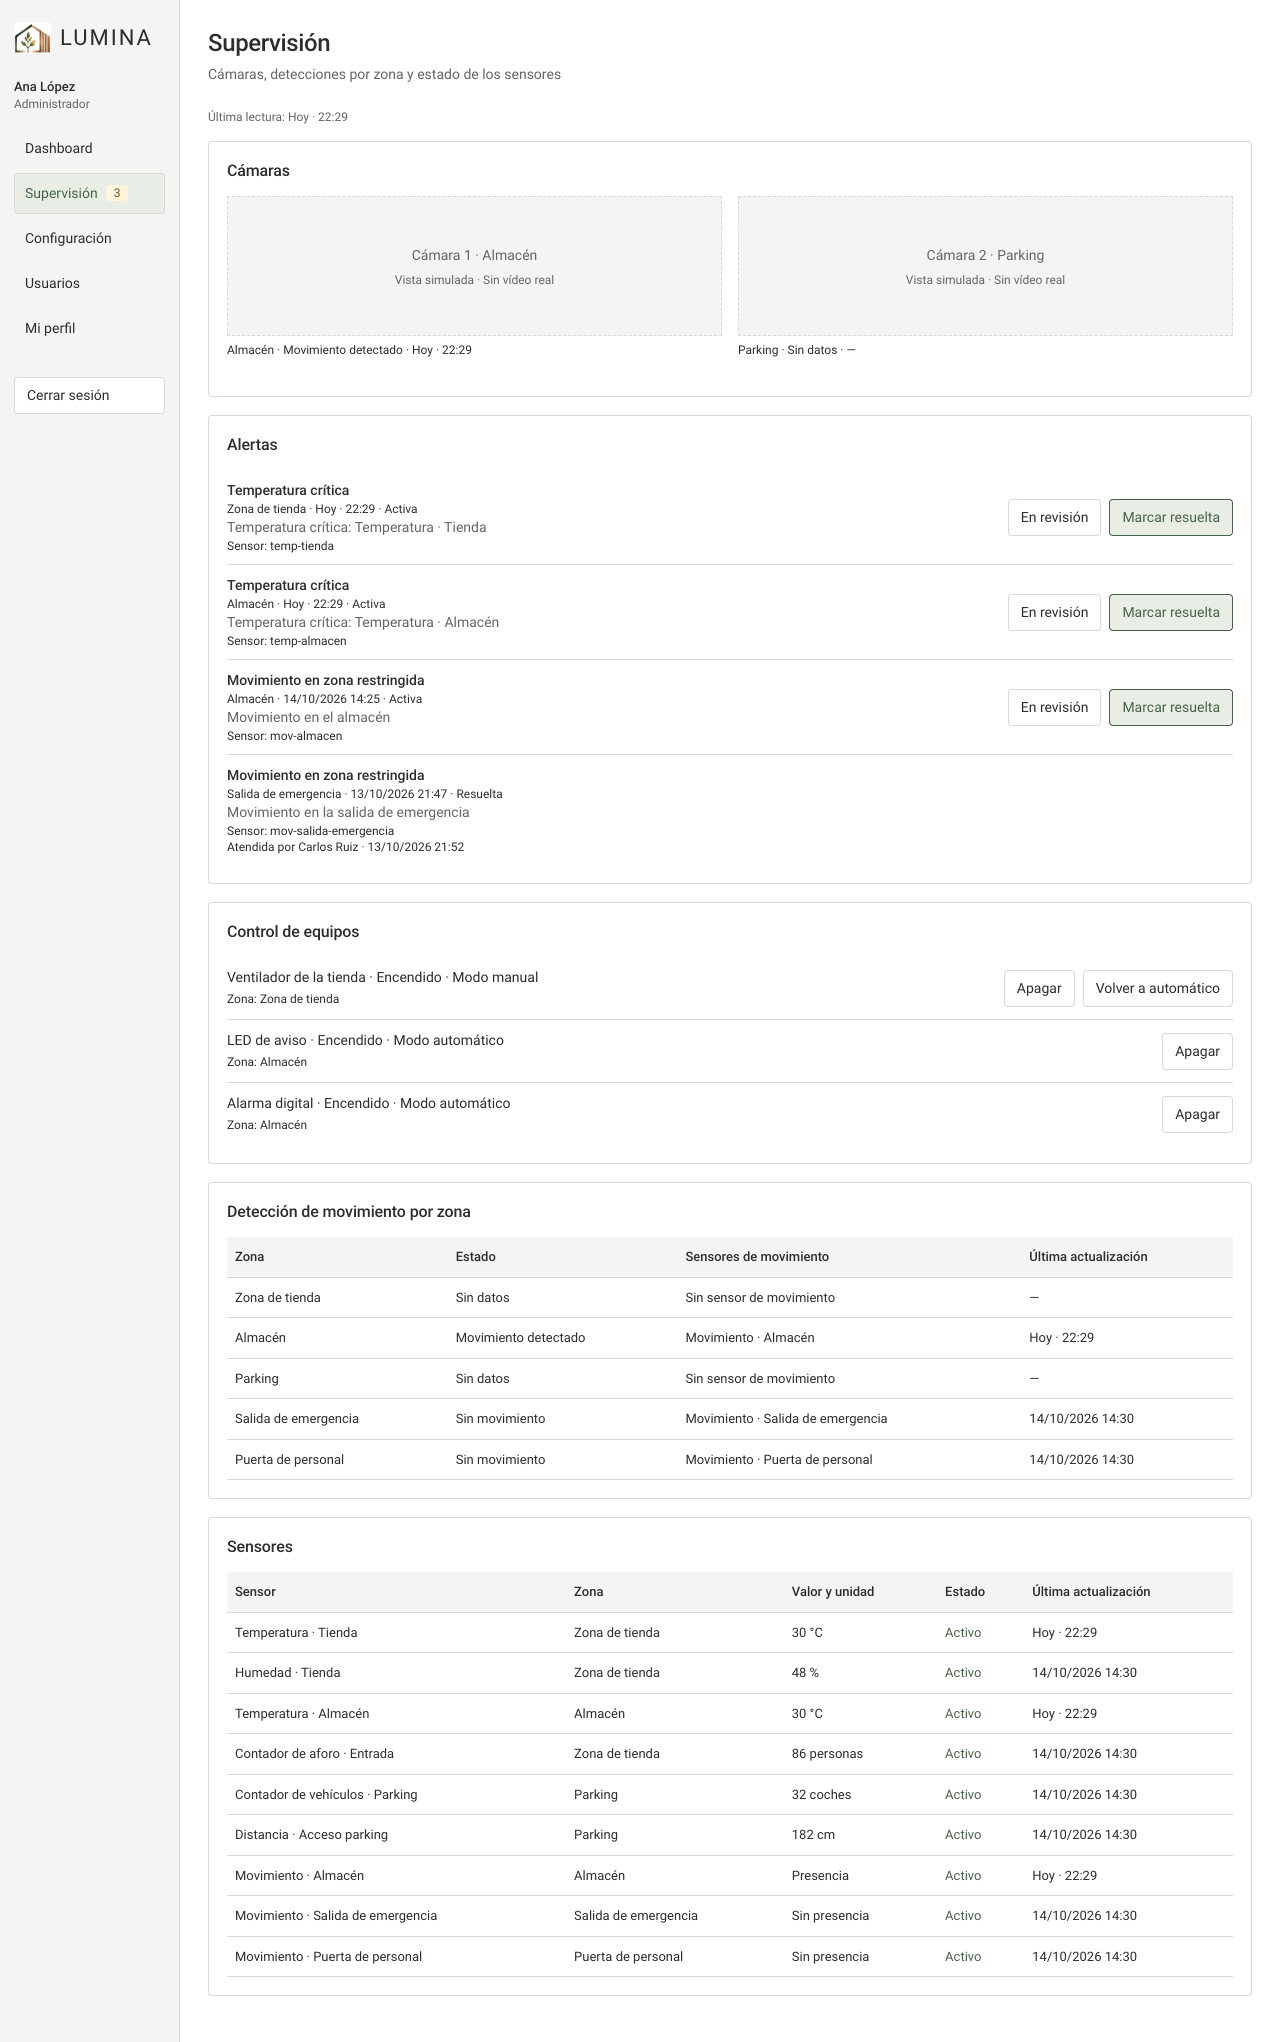 LUMINA
Ana López
Administrador
Dashboard
Supervisión 3
Configuración
Usuarios
Mi perfil
Cerrar sesión
Supervisión
Cámaras, detecciones por zona y estado de los sensores
Última lectura: Hoy · 22:29
Cámaras
Cámara 1 · Almacén
Vista simulada · Sin vídeo real
Almacén · Movimiento detectado · Hoy · 22:29
Cámara 2 · Parking
Vista simulada · Sin vídeo real
Parking · Sin datos · —
Alertas
Temperatura crítica
Zona de tienda · Hoy · 22:29 · Activa
Temperatura crítica: Temperatura · Tienda
Sensor: temp-tienda
En revisión Marcar resuelta
Temperatura crítica
Almacén · Hoy · 22:29 · Activa
Temperatura crítica: Temperatura · Almacén
Sensor: temp-almacen
En revisión Marcar resuelta
Movimiento en zona restringida
Almacén · 14/10/2026 14:25 · Activa
Movimiento en el almacén
Sensor: mov-almacen
En revisión Marcar resuelta
Movimiento en zona restringida
Salida de emergencia · 13/10/2026 21:47 · Resuelta
Movimiento en la salida de emergencia
Sensor: mov-salida-emergencia
Atendida por Carlos Ruiz · 13/10/2026 21:52
Control de equipos
Ventilador de la tienda · Encendido · Modo manual
Zona: Zona de tienda
Apagar Volver a automático
LED de aviso · Encendido · Modo automático
Zona: Almacén
Apagar
Alarma digital · Encendido · Modo automático
Zona: Almacén
Apagar
Detección de movimiento por zona
Zona Estado Sensores de movimiento Última actualización
Zona de tienda Sin datos Sin sensor de movimiento —
Almacén Movimiento detectado Movimiento · Almacén Hoy · 22:29
Parking Sin datos Sin sensor de movimiento —
Salida de emergencia Sin movimiento Movimiento · Salida de emergencia 14/10/2026 14:30
Puerta de personal Sin movimiento Movimiento · Puerta de personal 14/10/2026 14:30
Sensores
Sensor Zona Valor y unidad Estado Última actualización
Temperatura · Tienda Zona de tienda 30 °C Activo Hoy · 22:29
Humedad · Tienda Zona de tienda 48 % Activo 14/10/2026 14:30
Temperatura · Almacén Almacén 30 °C Activo Hoy · 22:29
Contador de aforo · Entrada Zona de tienda 86 personas Activo 14/10/2026 14:30
Contador de vehículos · Parking Parking 32 coches Activo 14/10/2026 14:30
Distancia · Acceso parking Parking 182 cm Activo 14/10/2026 14:30
Movimiento · Almacén Almacén Presencia Activo Hoy · 22:29
Movimiento · Salida de emergencia Salida de emergencia Sin presencia Activo 14/10/2026 14:30
Movimiento · Puerta de personal Puerta de personal Sin presencia Activo 14/10/2026 14:30